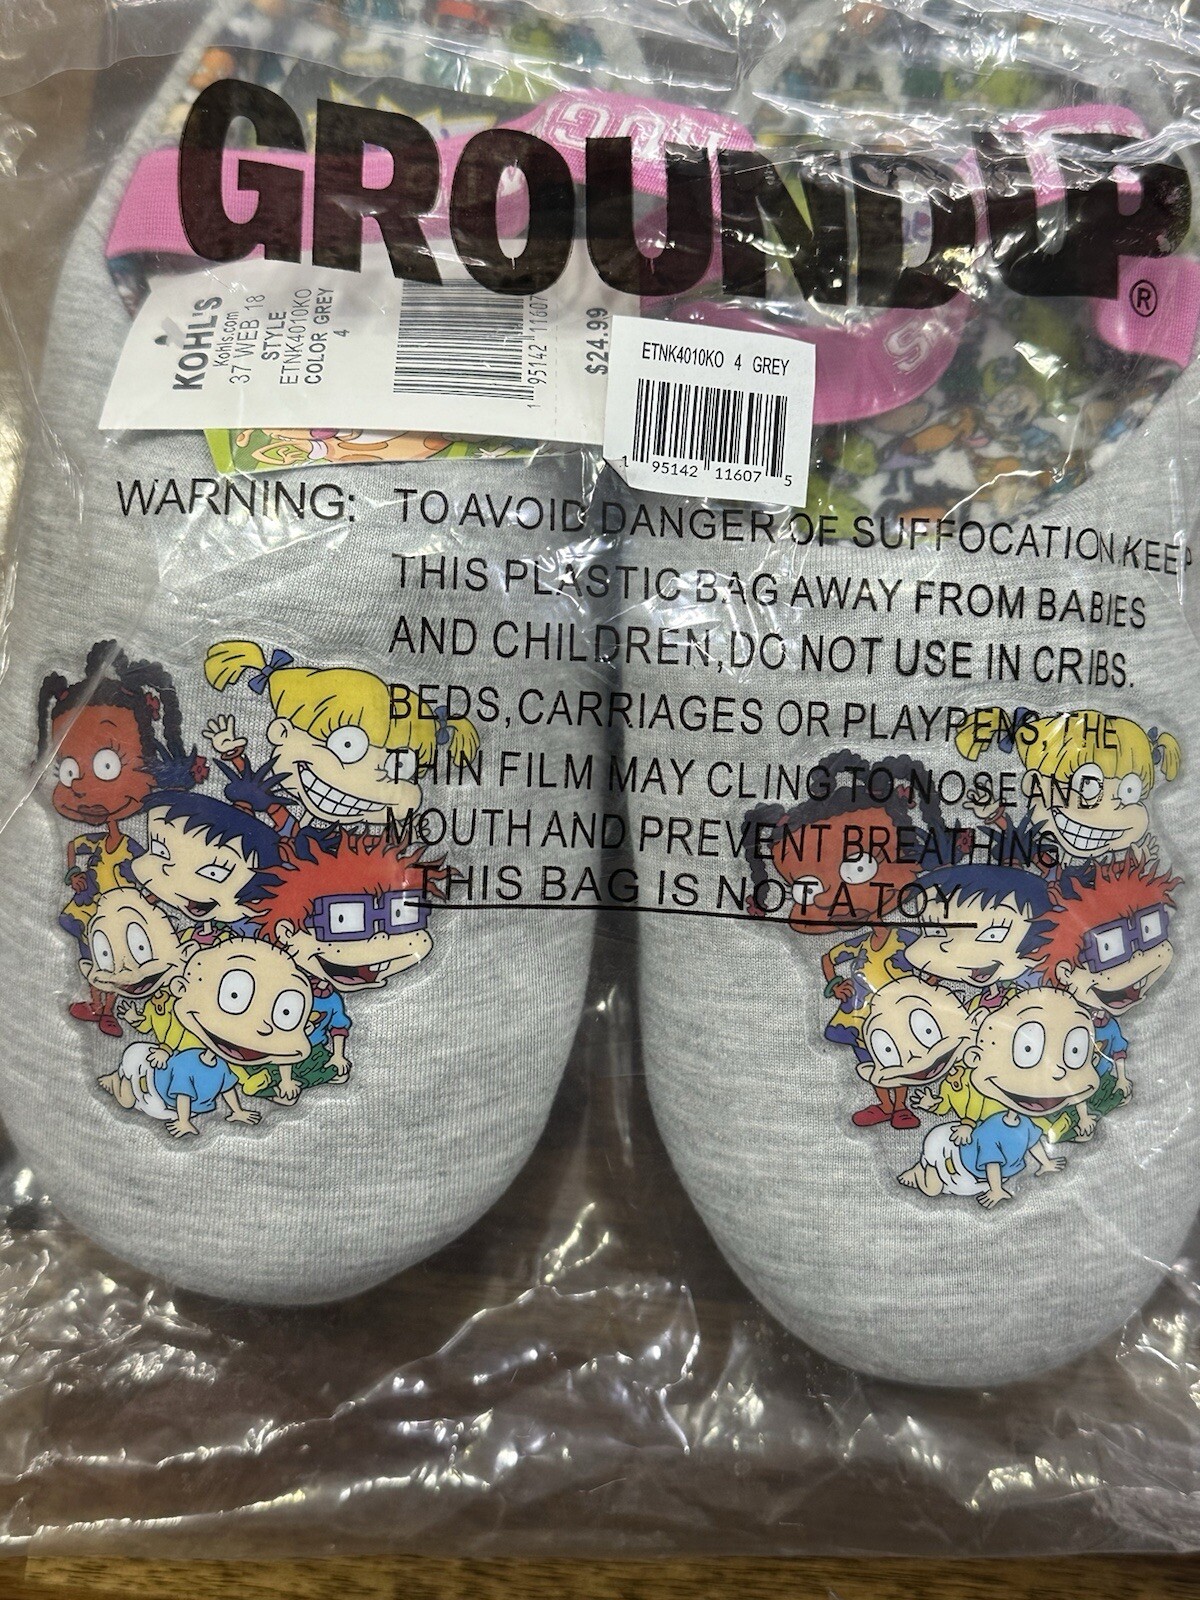 GROUNDUP®
KOHL'S
Kohls.com
37 WEB 18
STYLE
ETNK4010KO
COLOR GREY
4
1 95142 11607
$24.99
ETNK4010KO 4 GREY
1 95142 11607 5
WARNING: TO AVOID DANGER OF SUFFOCATION KEEP
THIS PLASTIC BAG AWAY FROM BABIES
AND CHILDREN, DO NOT USE IN CRIBS.
BEDS, CARRIAGES OR PLAYPENS, THE
THIN FILM MAY CLING TO NOSE AND
MOUTH AND PREVENT BREATHING
THIS BAG IS NOT A TOY